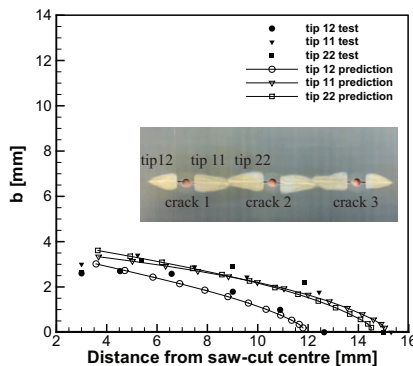 14
12
10
8
6
4
2
0
b [mm]
tip 12 test
tip 11 test
tip 22 test
tip 12 prediction
tip 11 prediction
tip 22 prediction
tip12
tip 11
tip 22
crack 1
crack 2
crack 3
2 4 6 8 10 12 14 16
Distance from saw-cut centre [mm]